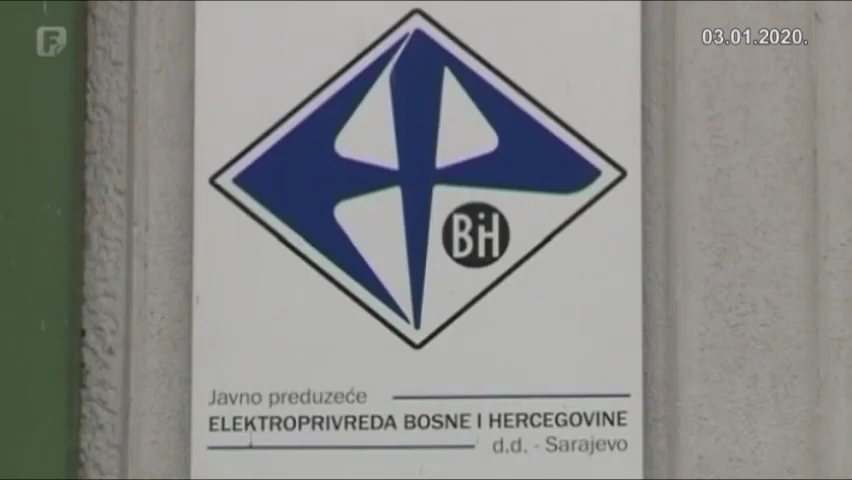 F
03.01.2020.
BiH
Javno preduzeće
ELEKTROPRIVREDA BOSNE I HERCEGOVINE
d.d. - Sarajevo